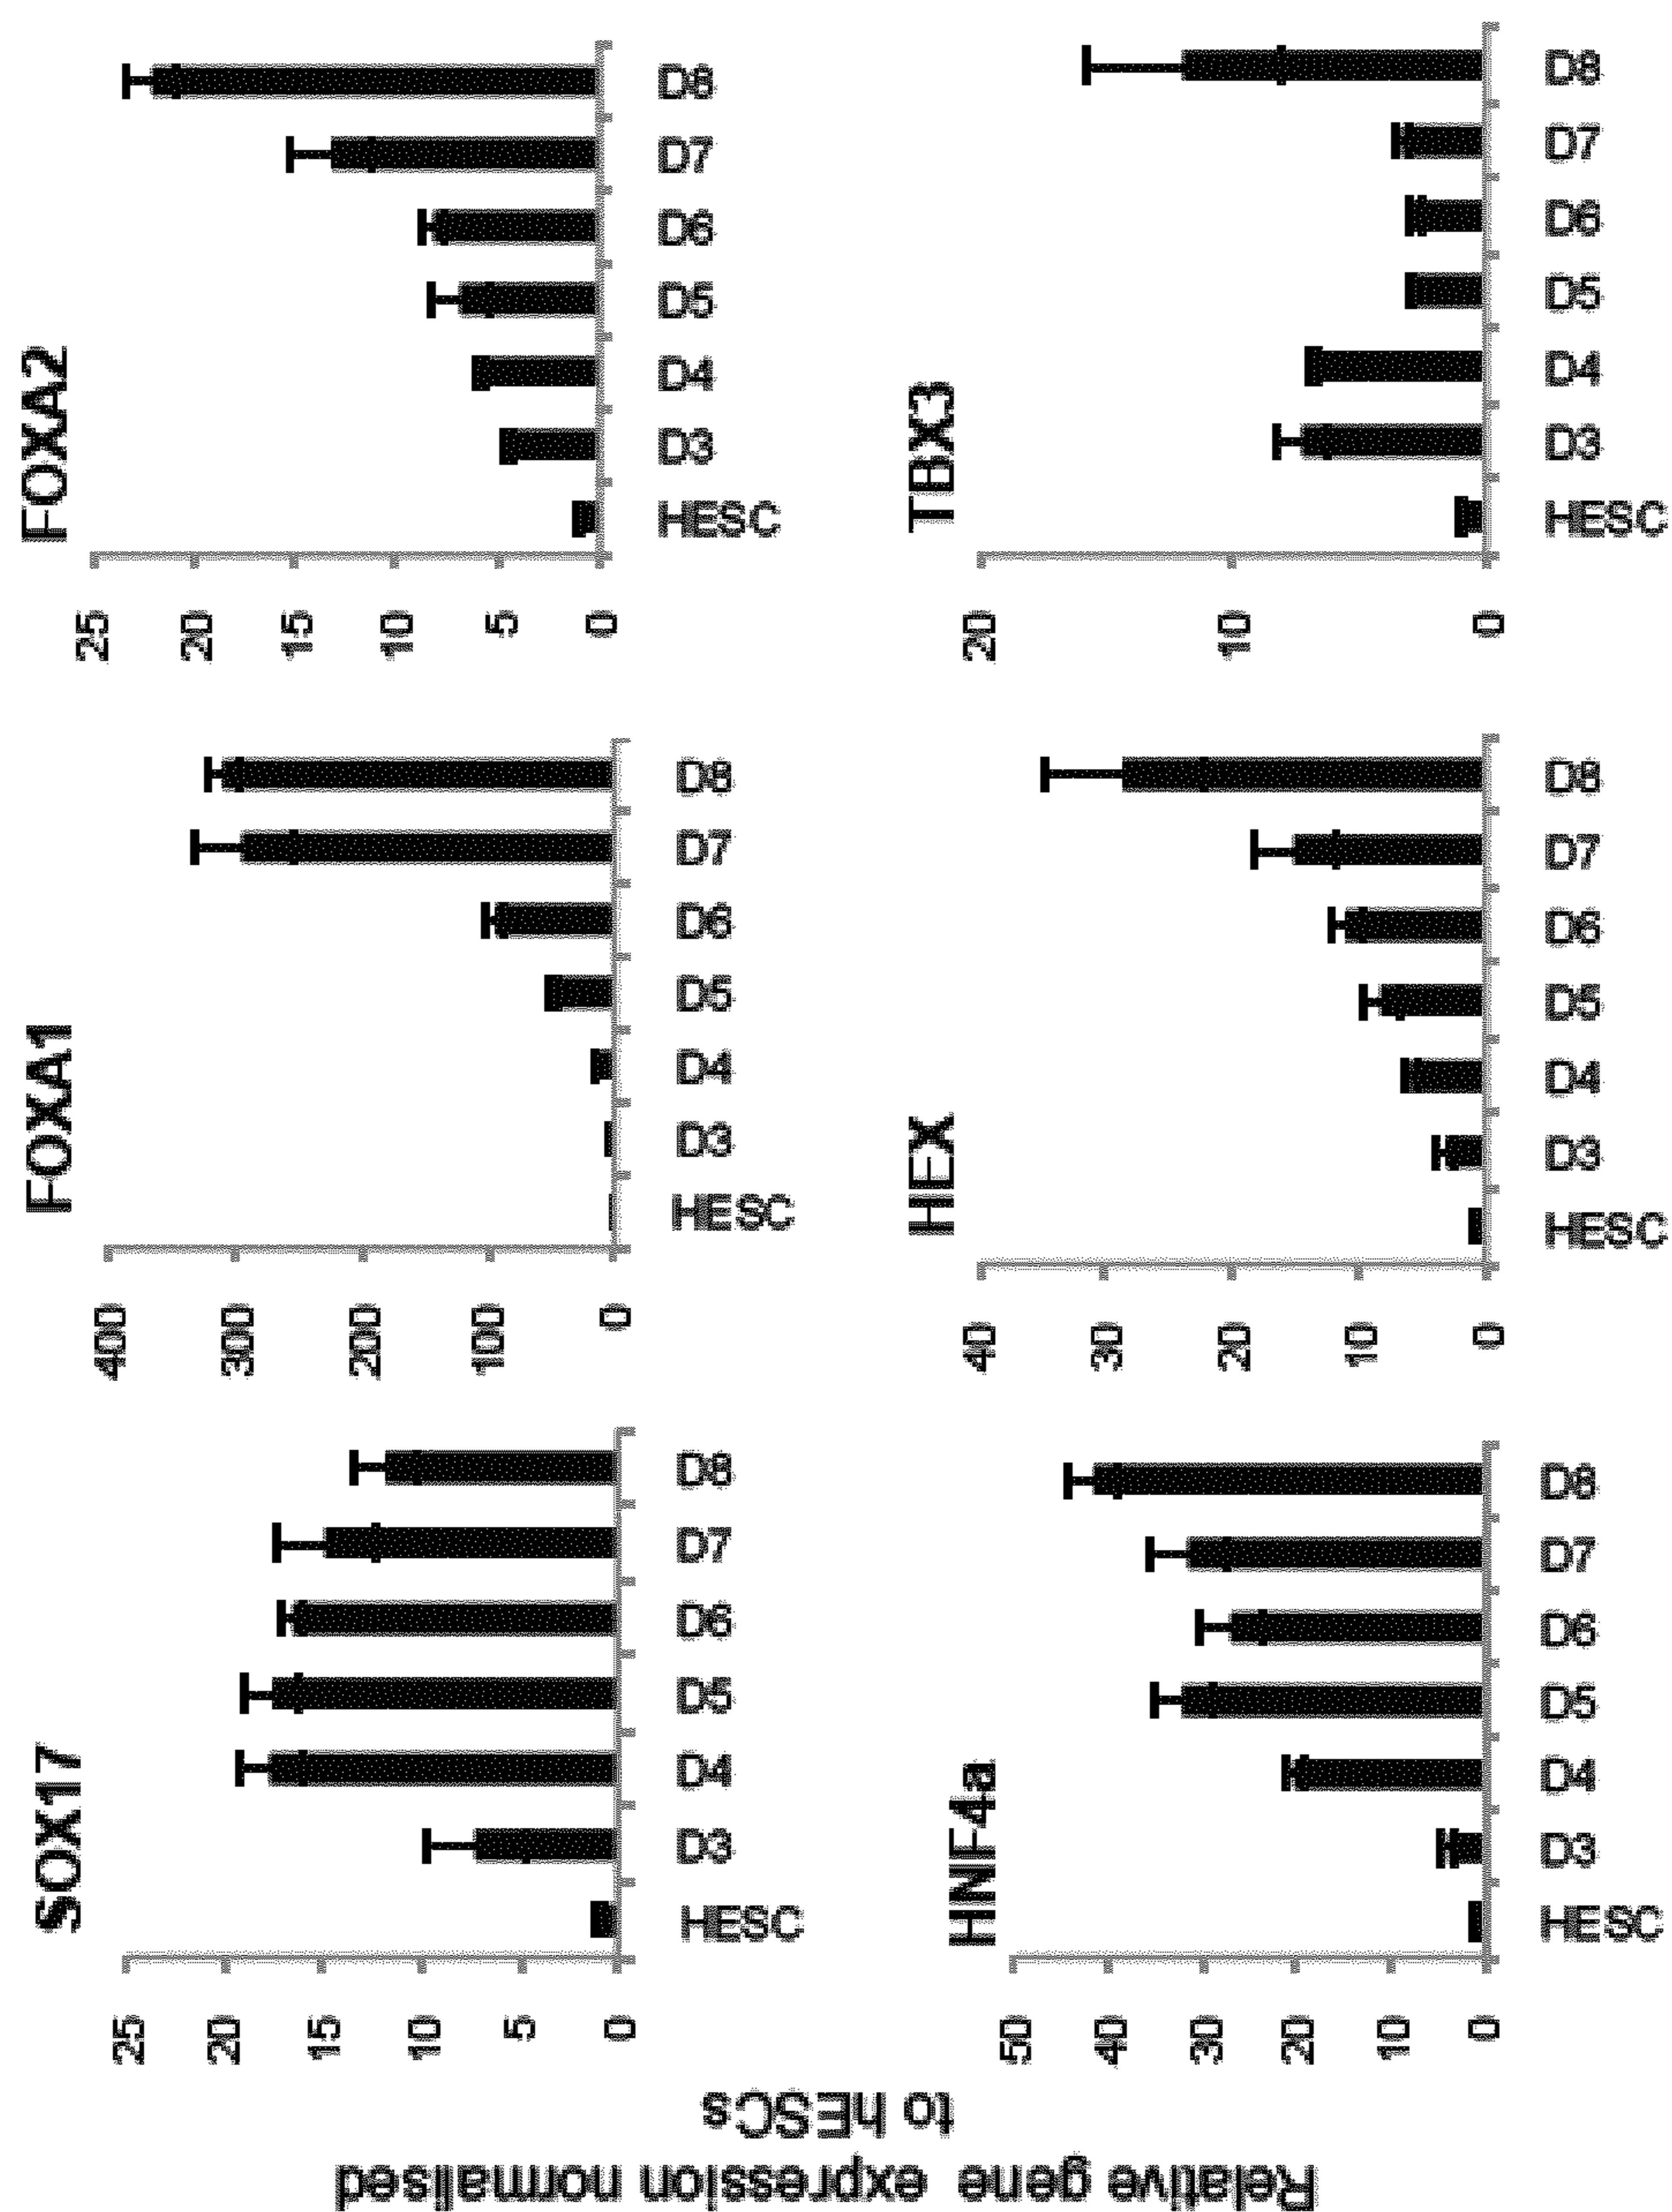 Relative gene expression normalised
to hESCs
SOX17
25
20
15
10
5
0
HESC D3 D4 D5 D6 D7 D8
FOXA1
400
300
200
100
0
HESC D3 D4 D5 D6 D7 D8
FOXA2
25
20
15
10
5
0
HESC D3 D4 D5 D6 D7 D8
HNF4a
50
40
30
20
10
0
HESC D3 D4 D5 D6 D7 D8
HEX
40
30
20
10
0
HESC D3 D4 D5 D6 D7 D8
TBX3
20
10
0
HESC D3 D4 D5 D6 D7 D8